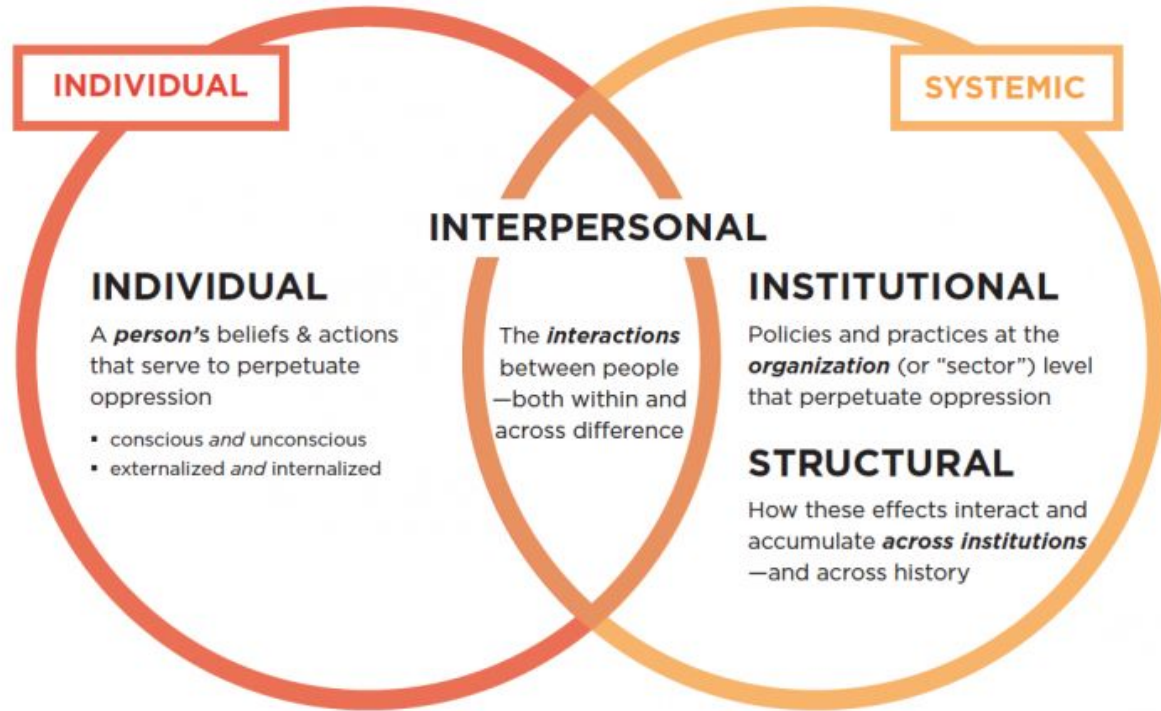 INDIVIDUAL
SYSTEMIC
INTERPERSONAL
INDIVIDUAL
A person's beliefs & actions
that serve to perpetuate
oppression
▪ conscious and unconscious
▪ externalized and internalized
The interactions
between people
—both within and
across difference
INSTITUTIONAL
Policies and practices at the
organization (or “sector”) level
that perpetuate oppression
STRUCTURAL
How these effects interact and
accumulate across institutions
—and across history